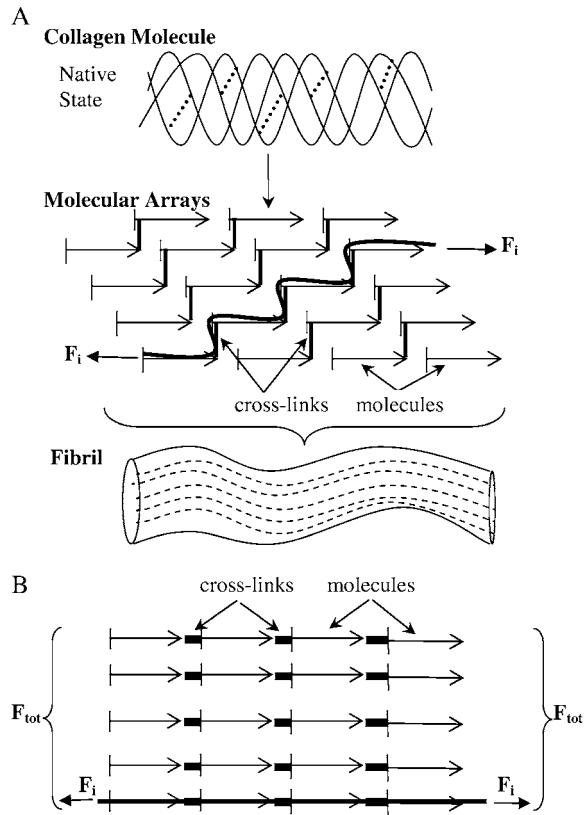 A
Collagen Molecule
Native
State
Molecular Arrays
Fi
Fi
cross-links molecules
Fibril
B
cross-links molecules
Ftot
Ftot
Fi
Fi